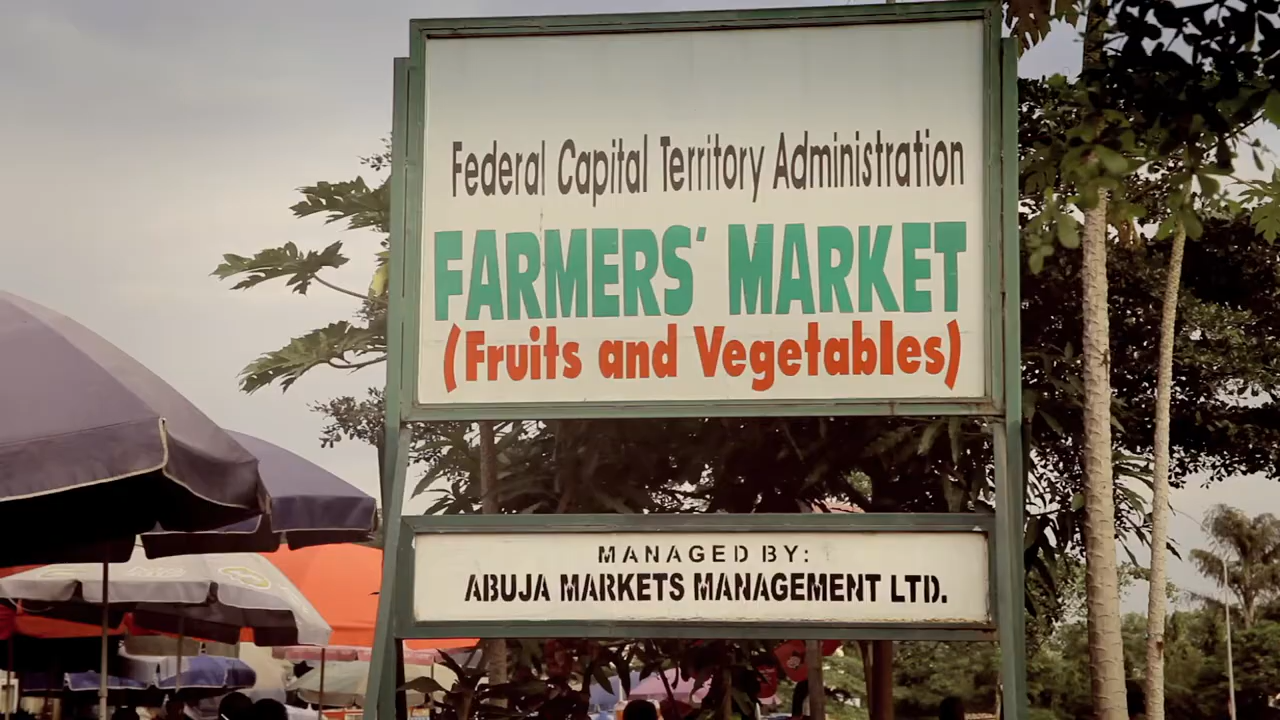 Federal Capital Territory Administration
FARMERS' MARKET
(Fruits and Vegetables)
MANAGED BY:
ABUJA MARKETS MANAGEMENT LTD.